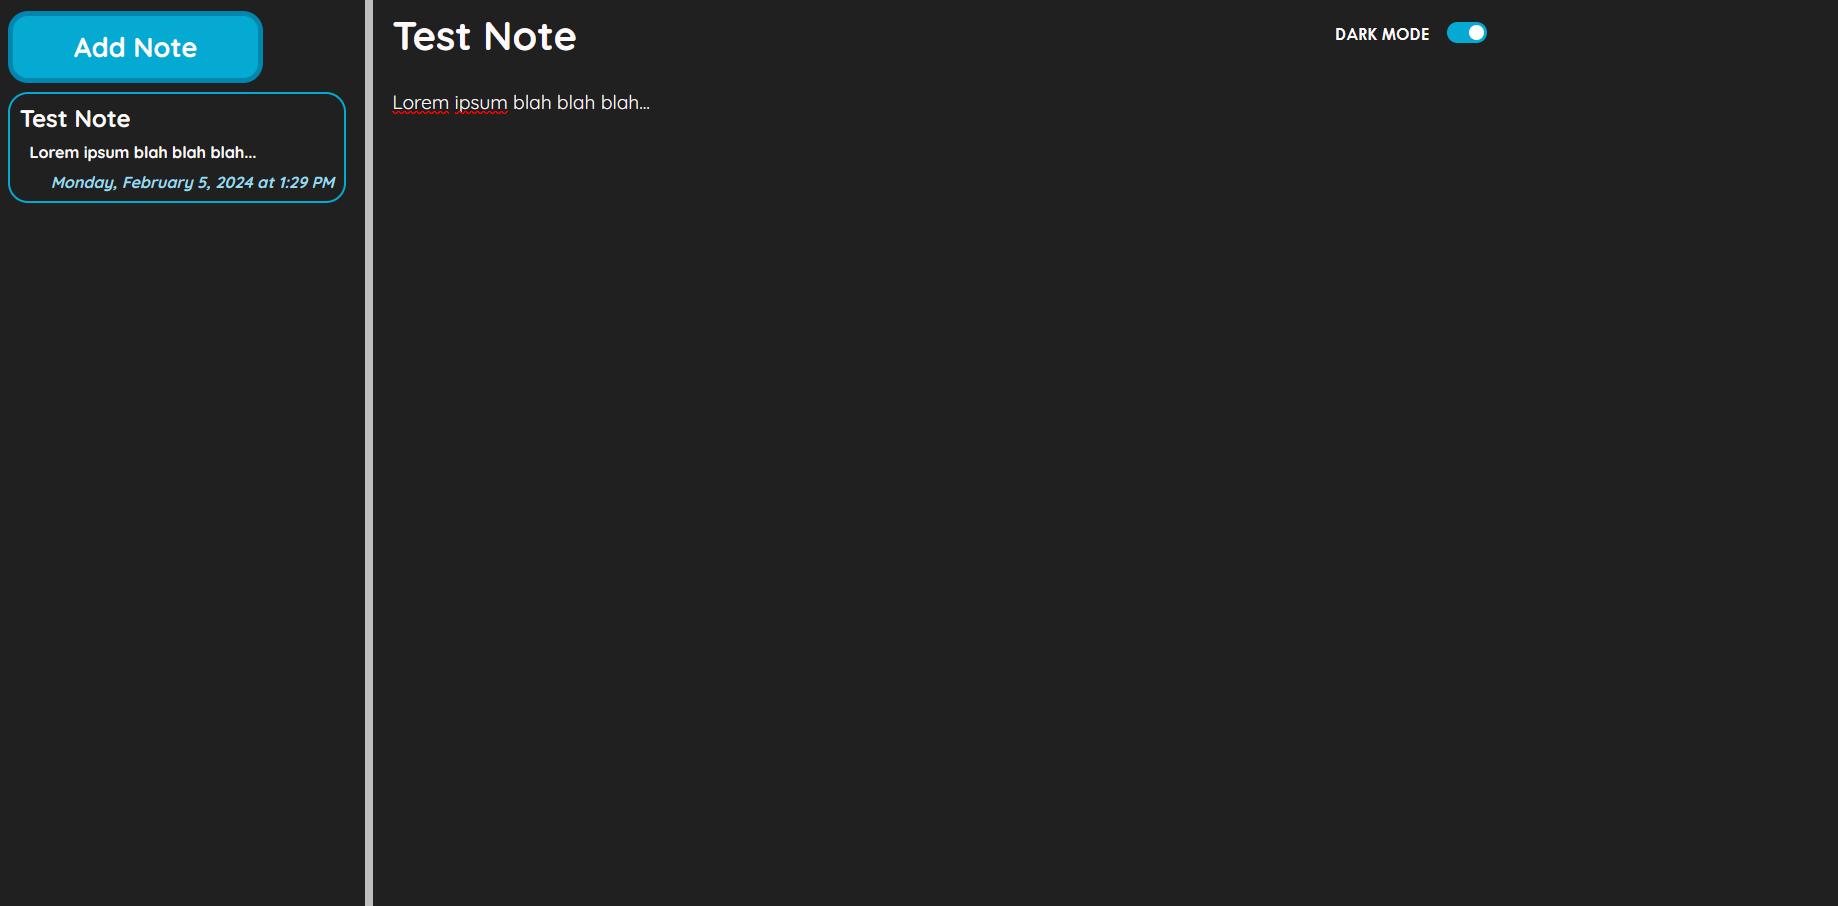 Add Note
Test Note
Lorem ipsum blah blah blah...
Monday, February 5, 2024 at 1:29 PM
Test Note
DARK MODE
Lorem ipsum blah blah blah...